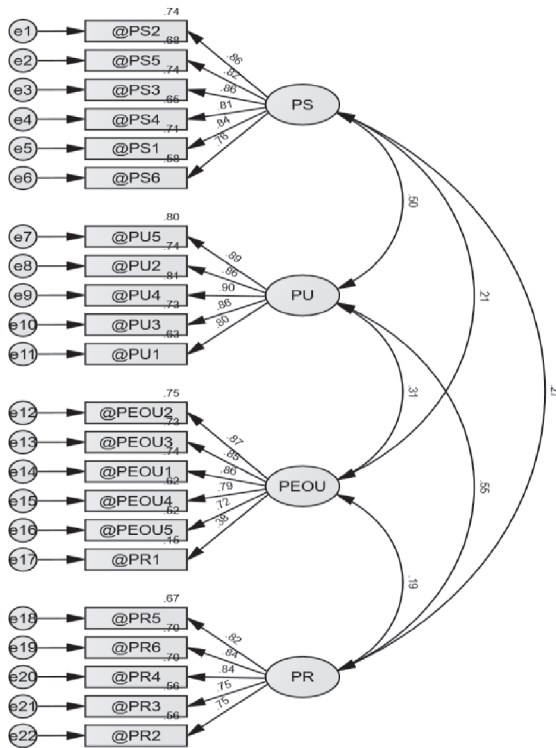 .74
e1 @PS2
.68
e2 @PS5
.74
e3 @PS3
.65
e4 @PS4
.71
e5 @PS1
.58
e6 @PS6
.86
.82
.86
.81
.84
.76
PS
.50
.21
.80
e7 @PU5
.74
e8 @PU2
.81
e9 @PU4
.73
e10 @PU3
.63
e11 @PU1
.89
.86
.90
.86
.80
PU
.31
.55
.75
e12 @PEOU2
.73
e13 @PEOU3
.74
e14 @PEOU1
.62
e15 @PEOU4
.52
e16 @PEOU5
.15
e17 @PR1
.87
.85
.86
.79
.72
.38
PEOU
.19
.67
e18 @PR5
.70
e19 @PR6
.70
e20 @PR4
.56
e21 @PR3
.56
e22 @PR2
.82
.84
.84
.75
.75
PR